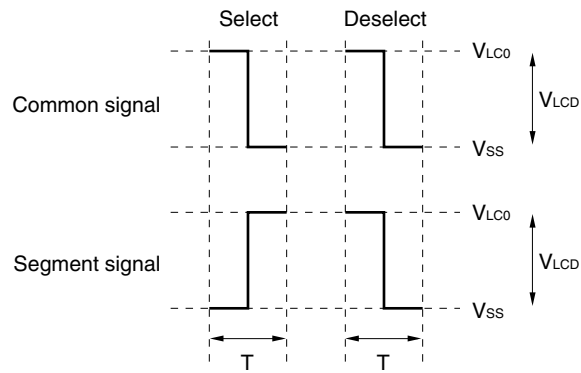 Select Deselect
VLC0
Common signal
VLCD
VSS
VLC0
Segment signal
VLCD
VSS
T T